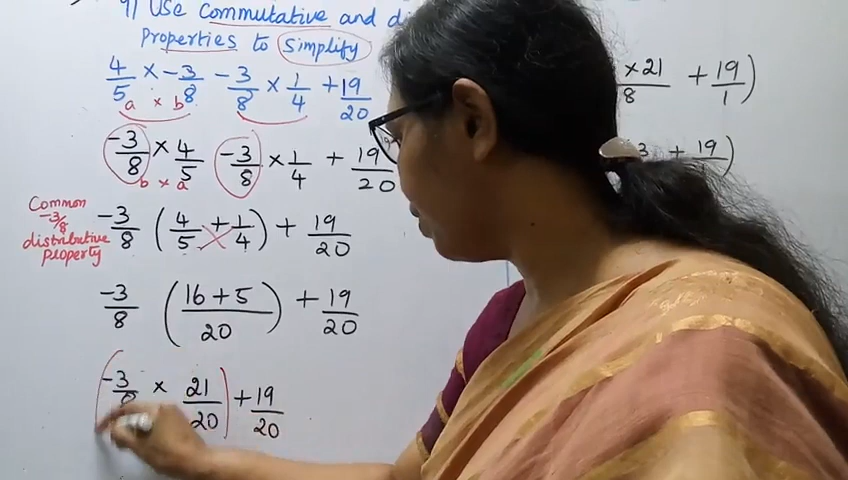 9) Use commutative and
Properties to simplify
4/5 × -3/8 -3/8 × 1/4 + 19/20
a × b
-3/8 × 4/5 -3/8 × 1/4 + 19/20
b × a
Common
-3/8
distributive
property
-3/8 (4/5 + 1/4) + 19/20
-3/8 (16 + 5/20) + 19/20
(-3/8 × 21/20) + 19/20
× 21/8 + 19/1)
3 + 19)